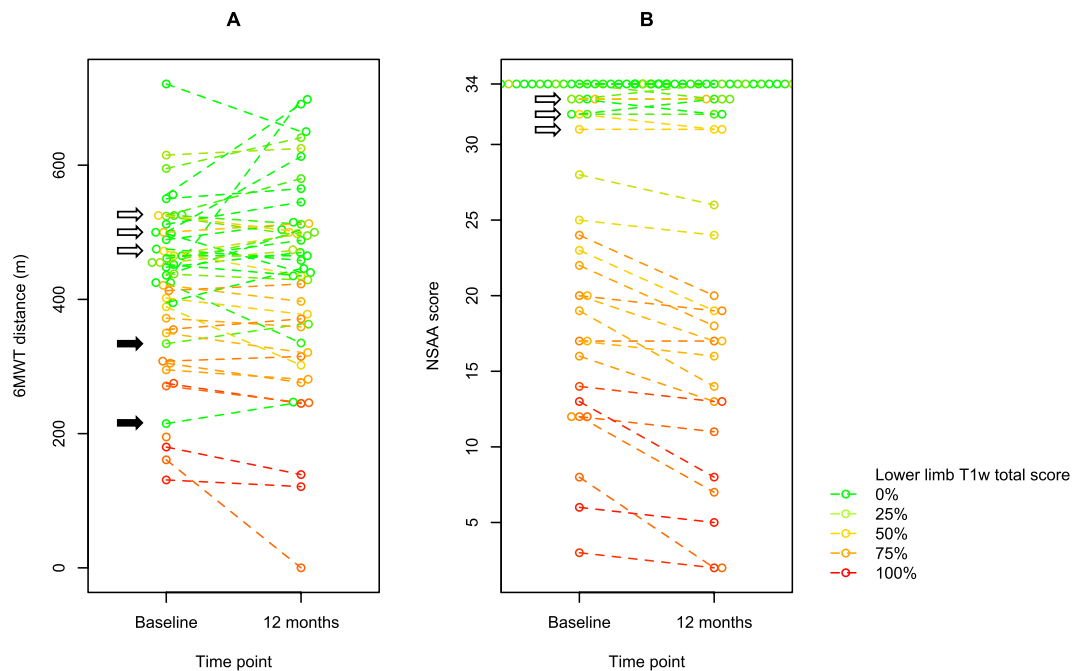 A
6MWT distance (m)
600
400
200
0
Baseline
12 months
Time point
B
NSAA score
34
30
25
20
15
10
5
Baseline
12 months
Time point
Lower limb T1w total score
0%
25%
50%
75%
100%